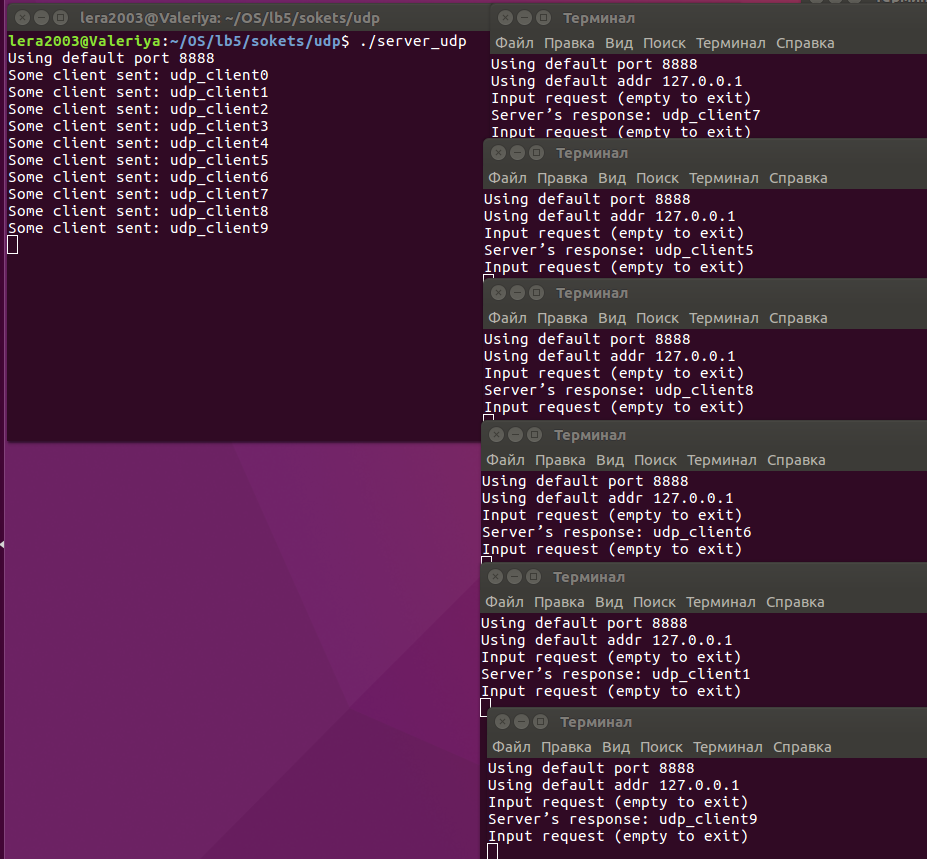 lera2003@Valeriya: ~/OS/lb5/sokets/udp
lera2003@Valeriya:~/OS/lb5/sokets/udp$ ./server_udp
Using default port 8888
Some client sent: udp_client0
Some client sent: udp_client1
Some client sent: udp_client2
Some client sent: udp_client3
Some client sent: udp_client4
Some client sent: udp_client5
Some client sent: udp_client6
Some client sent: udp_client7
Some client sent: udp_client8
Some client sent: udp_client9
Терминал
Файл Правка Вид Поиск Терминал Справка
Using default port 8888
Using default addr 127.0.0.1
Input request (empty to exit)
Server’s response: udp_client7
Input request (empty to exit)
Терминал
Файл Правка Вид Поиск Терминал Справка
Using default port 8888
Using default addr 127.0.0.1
Input request (empty to exit)
Server’s response: udp_client5
Input request (empty to exit)
Терминал
Файл Правка Вид Поиск Терминал Справка
Using default port 8888
Using default addr 127.0.0.1
Input request (empty to exit)
Server’s response: udp_client8
Input request (empty to exit)
Терминал
Файл Правка Вид Поиск Терминал Справка
Using default port 8888
Using default addr 127.0.0.1
Input request (empty to exit)
Server’s response: udp_client6
Input request (empty to exit)
Терминал
Файл Правка Вид Поиск Терминал Справка
Using default port 8888
Using default addr 127.0.0.1
Input request (empty to exit)
Server’s response: udp_client1
Input request (empty to exit)
Терминал
Файл Правка Вид Поиск Терминал Справка
Using default port 8888
Using default addr 127.0.0.1
Input request (empty to exit)
Server’s response: udp_client9
Input request (empty to exit)